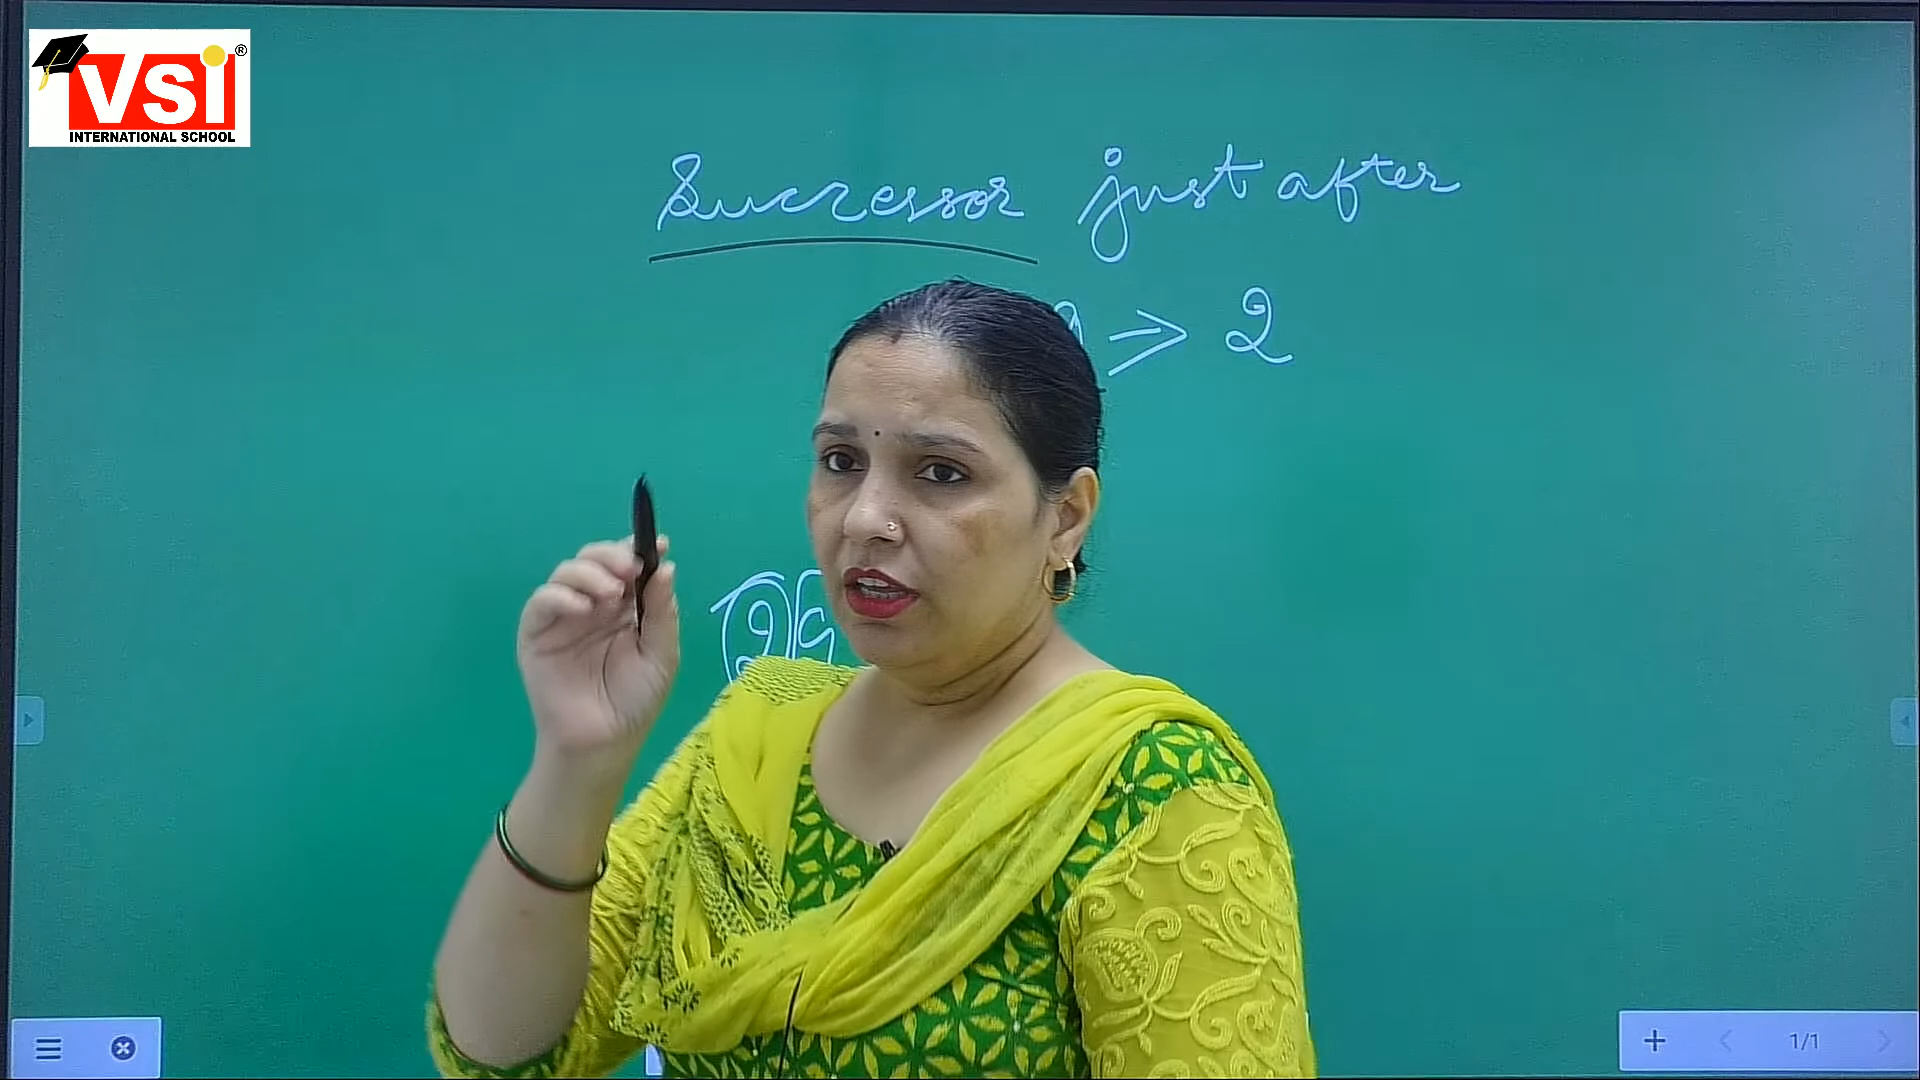 VSI®
INTERNATIONAL SCHOOL
Successor just after
→ 2
1/1